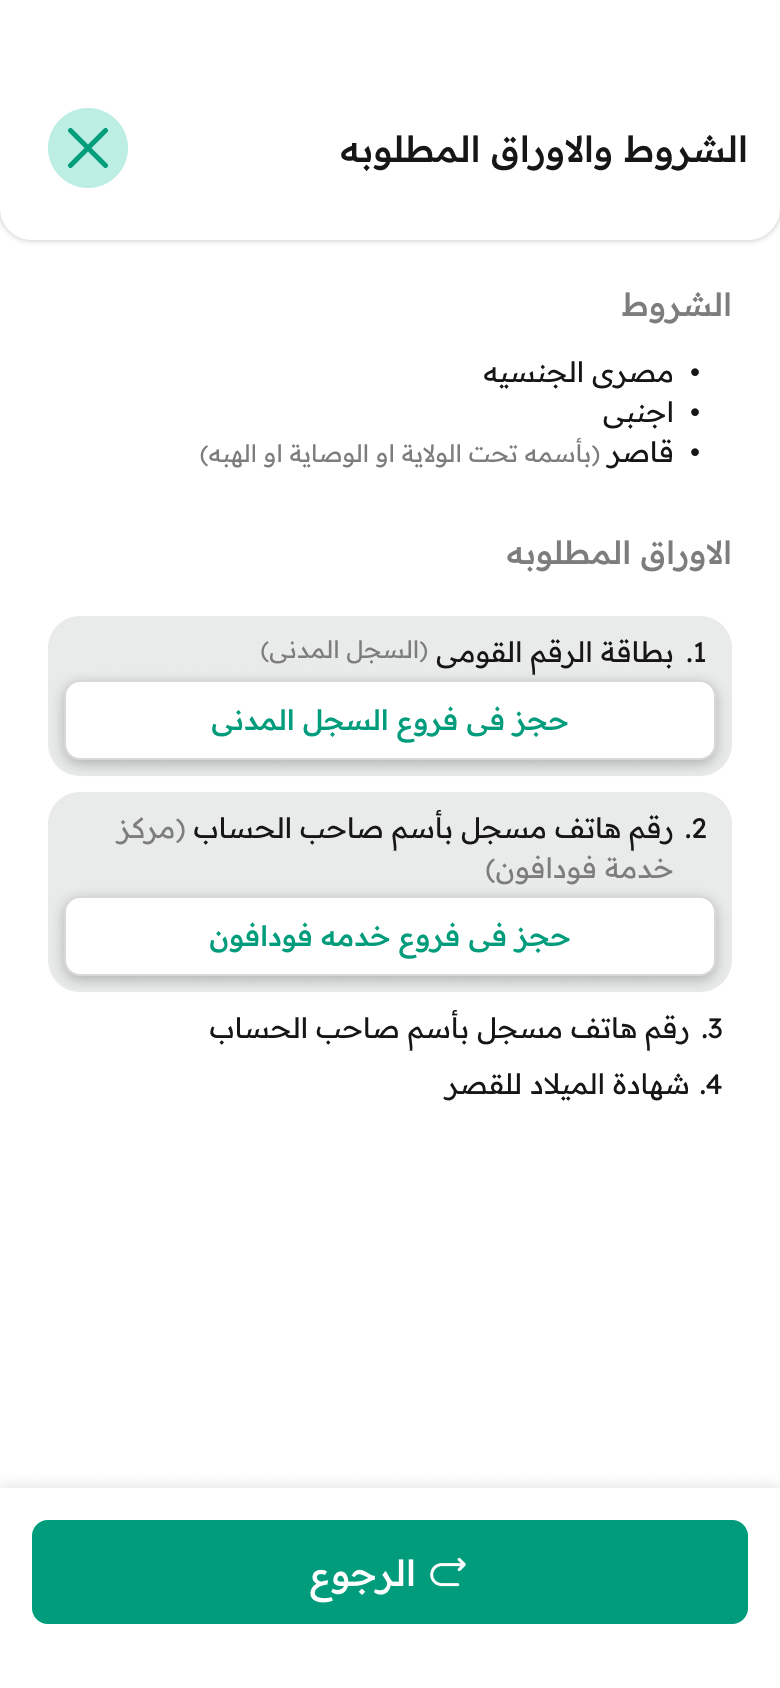 الشروط والاوراق المطلوبه
الشروط
• مصرى الجنسيه
• اجنبى
• قاصر (بأسمه تحت الولاية او الوصاية او الهبه)
الاوراق المطلوبه
1. بطاقة الرقم القومى (السجل المدنى)
حجز فى فروع السجل المدنى
2. رقم هاتف مسجل بأسم صاحب الحساب (مركز
خدمة فودافون)
حجز فى فروع خدمه فودافون
3. رقم هاتف مسجل بأسم صاحب الحساب
4. شهادة الميلاد للقصر
الرجوع